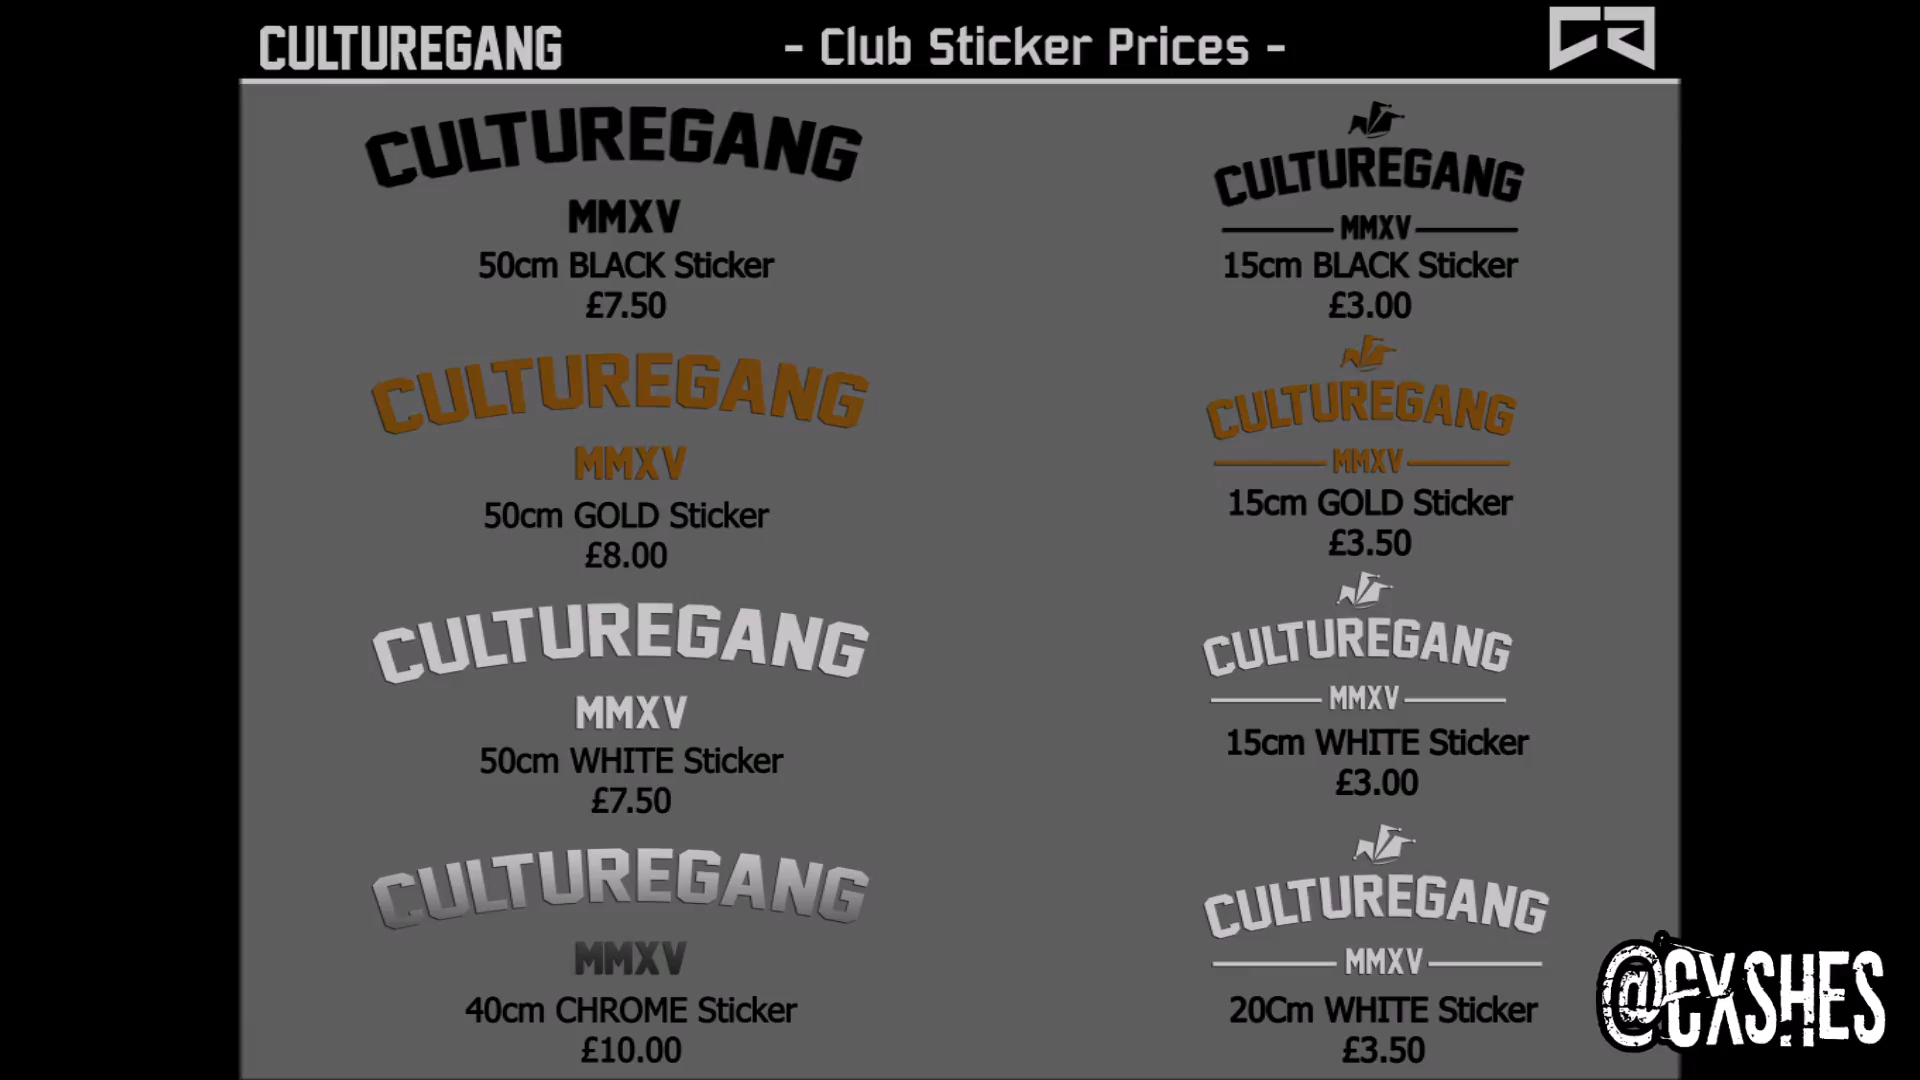 CULTUREGANG
- Club Sticker Prices -
CG
CULTUREGANG
MMXV
50cm BLACK Sticker
£7.50
CULTUREGANG
MMXV
15cm BLACK Sticker
£3.00
CULTUREGANG
MMXV
50cm GOLD Sticker
£8.00
CULTUREGANG
MMXV
15cm GOLD Sticker
£3.50
CULTUREGANG
MMXV
50cm WHITE Sticker
£7.50
CULTUREGANG
MMXV
15cm WHITE Sticker
£3.00
CULTUREGANG
MMXV
40cm CHROME Sticker
£10.00
CULTUREGANG
MMXV
20Cm WHITE Sticker
£3.50
@CXSHES